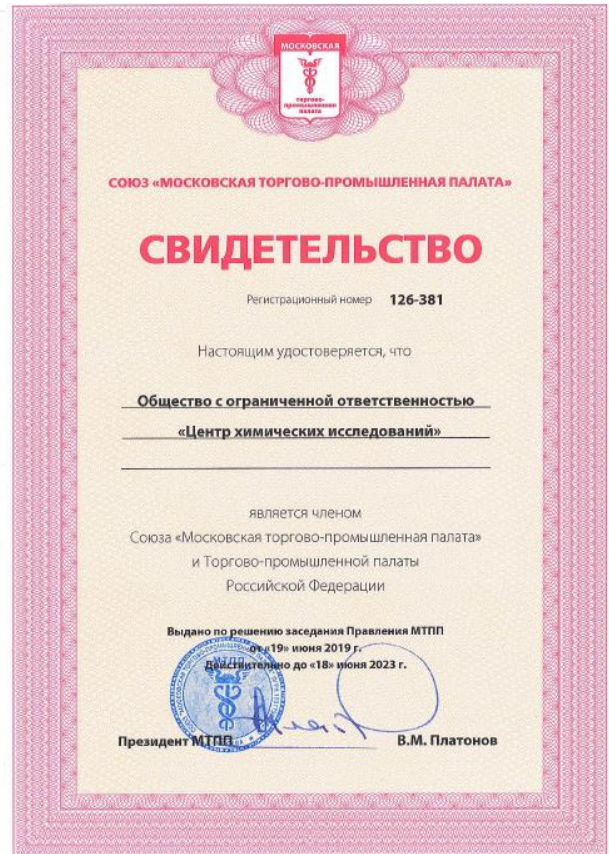 МОСКОВСКАЯ
торгово-
промышленная
палата
СОЮЗ «МОСКОВСКАЯ ТОРГОВО-ПРОМЫШЛЕННАЯ ПАЛАТА»
СВИДЕТЕЛЬСТВО
Регистрационный номер 126-381
Настоящим удостоверяется, что
Общество с ограниченной ответственностью
«Центр химических исследований»
является членом
Союза «Московская торгово-промышленная палата»
и Торгово-промышленной палаты
Российской Федерации
Выдано по решению заседания Правления МТПП
от «19» июня 2019 г.
Действительно до «18» июня 2023 г.
МТПП
Президент МТПП
В.М. Платонов